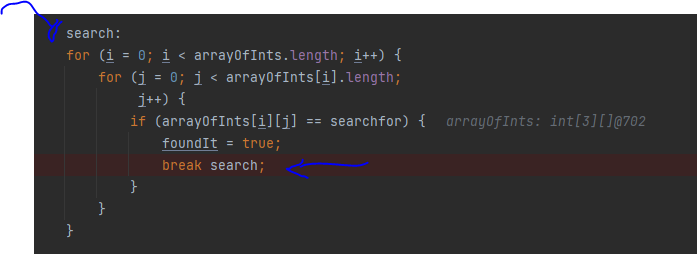 search:
for (i = 0; i < arrayOfInts.length; i++) {
for (j = 0; j < arrayOfInts[i].length;
j++) {
if (arrayOfInts[i][j] == searchfor) { arrayOfInts: int[3][]@702
foundIt = true;
break search;
}
}
}